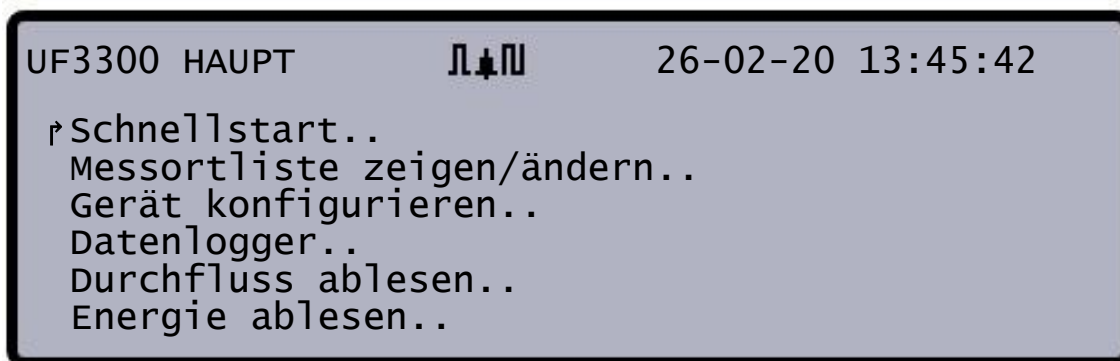 UF3300 HAUPT 26-02-20 13:45:42
Schnellstart..
Messortliste zeigen/ändern..
Gerät konfigurieren..
Datenlogger..
Durchfluss ablesen..
Energie ablesen..